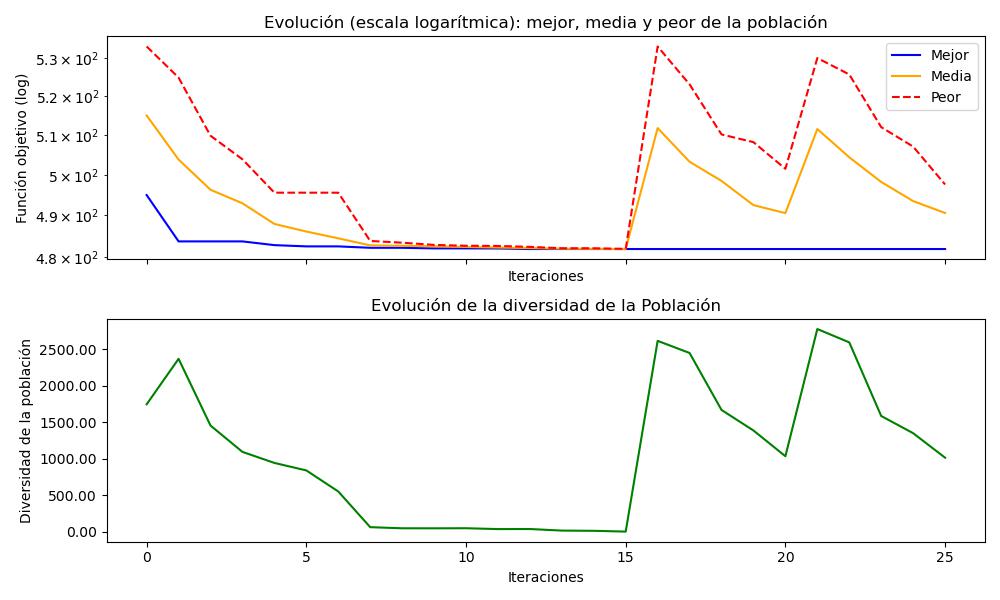 Evolución (escala logarítmica): mejor, media y peor de la población
Función objetivo (log)
5.3 × 10²
5.2 × 10²
5.1 × 10²
5 × 10²
4.9 × 10²
4.8 × 10²
Mejor
Media
Peor
Iteraciones
Evolución de la diversidad de la Población
Diversidad de la población
2500.00
2000.00
1500.00
1000.00
500.00
0.00
0 5 10 15 20 25
Iteraciones